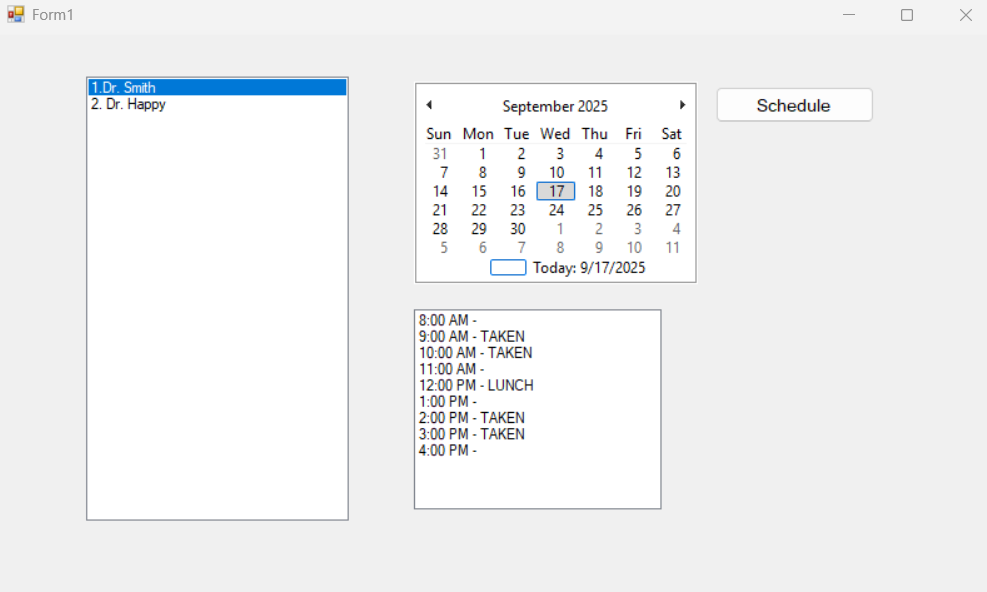 Form1
1.Dr. Smith
2. Dr. Happy
September 2025
Sun Mon Tue Wed Thu Fri Sat
31 1 2 3 4 5 6
7 8 9 10 11 12 13
14 15 16 17 18 19 20
21 22 23 24 25 26 27
28 29 30 1 2 3 4
5 6 7 8 9 10 11
Today: 9/17/2025
Schedule
8:00 AM -
9:00 AM - TAKEN
10:00 AM - TAKEN
11:00 AM -
12:00 PM - LUNCH
1:00 PM -
2:00 PM - TAKEN
3:00 PM - TAKEN
4:00 PM -